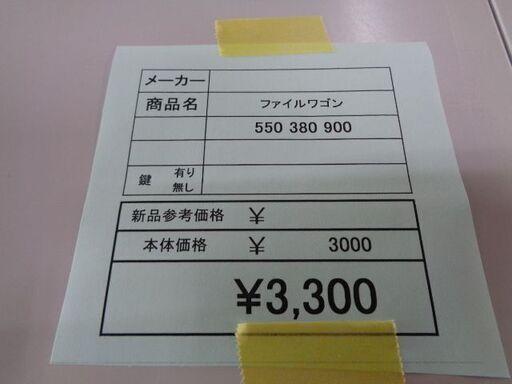 メーカー
商品名 ファイルワゴン
550 380 900
鍵 有り
無し
新品参考価格 ¥
本体価格 ¥ 3000
¥3,300